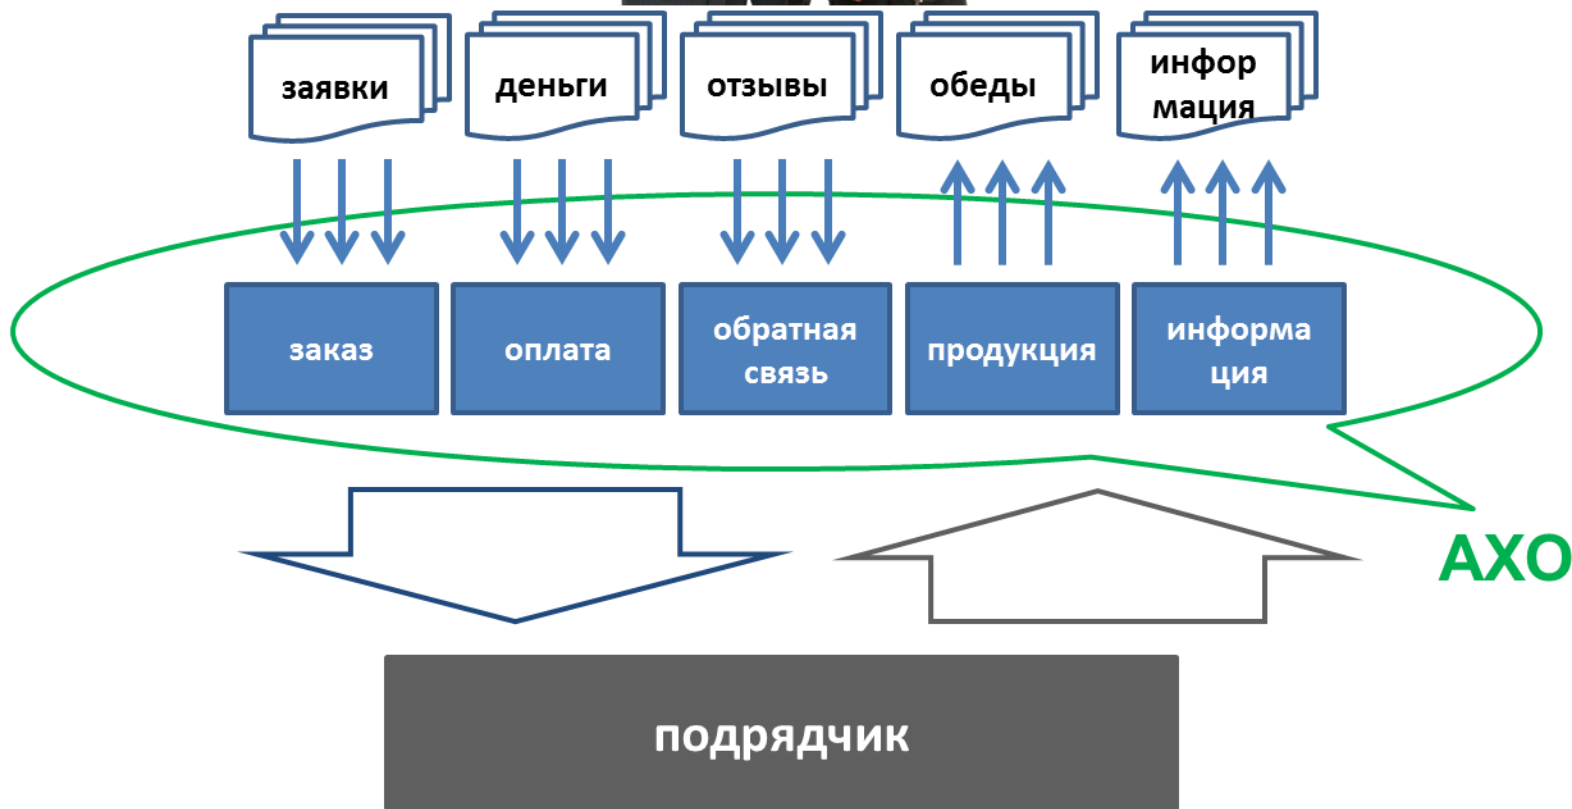 заявки
деньги
отзывы
обеды
инфор
мация
заказ
оплата
обратная
связь
продукция
информа
ция
АХО
подрядчик